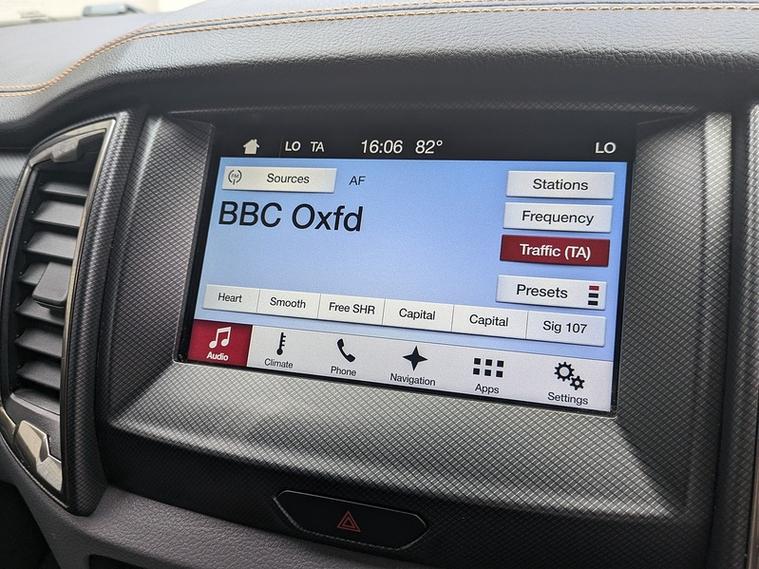 LO TA 16:06 82° LO
FM Sources AF Stations
BBC Oxfd Frequency
Traffic (TA)
Presets
Heart Smooth Free SHR Capital Capital Sig 107
Audio Climate Phone Navigation Apps Settings